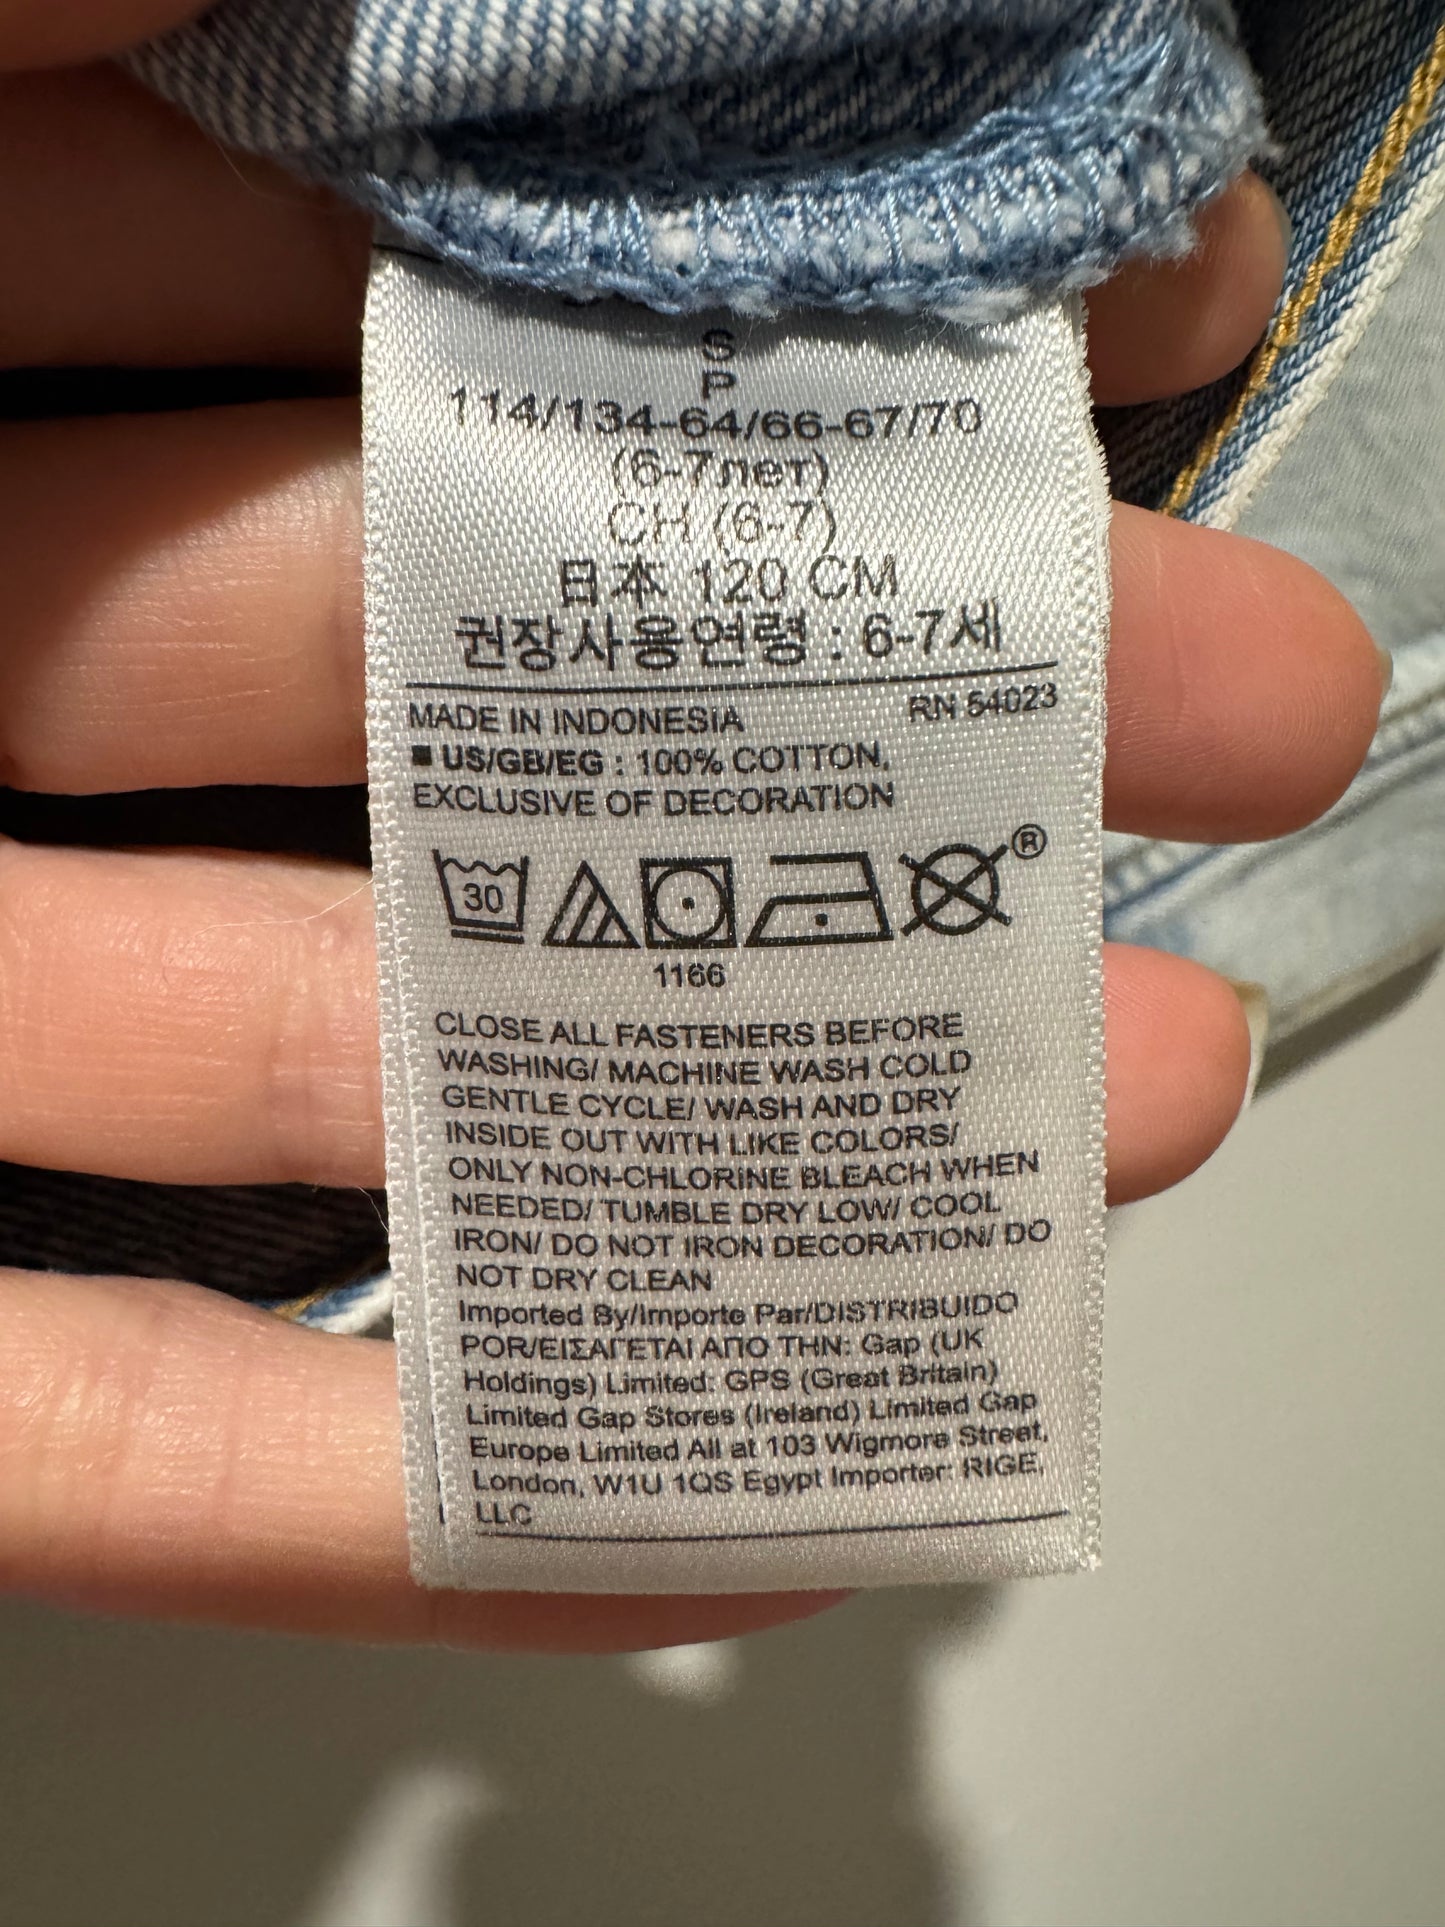 S
P
114/134-64/66-67/70
(6-7лет)
CH (6-7)
日本 120 CM
권장사용연령 : 6-7세
MADE IN INDONESIA RN 54023
■ US/GB/EG : 100% COTTON,
EXCLUSIVE OF DECORATION
30 ®
1166
CLOSE ALL FASTENERS BEFORE
WASHING/ MACHINE WASH COLD
GENTLE CYCLE/ WASH AND DRY
INSIDE OUT WITH LIKE COLORS/
ONLY NON-CHLORINE BLEACH WHEN
NEEDED/ TUMBLE DRY LOW/ COOL
IRON/ DO NOT IRON DECORATION/ DO
NOT DRY CLEAN
Imported By/Importe Par/DISTRIBUIDO
POR/ΕΙΣΑΓΕΤΑΙ ΑΠΟ ΤΗΝ: Gap (UK
Holdings) Limited: GPS (Great Britain)
Limited Gap Stores (Ireland) Limited Gap
Europe Limited All at 103 Wigmore Street,
London, W1U 1QS Egypt Importer: RIGE,
LLC